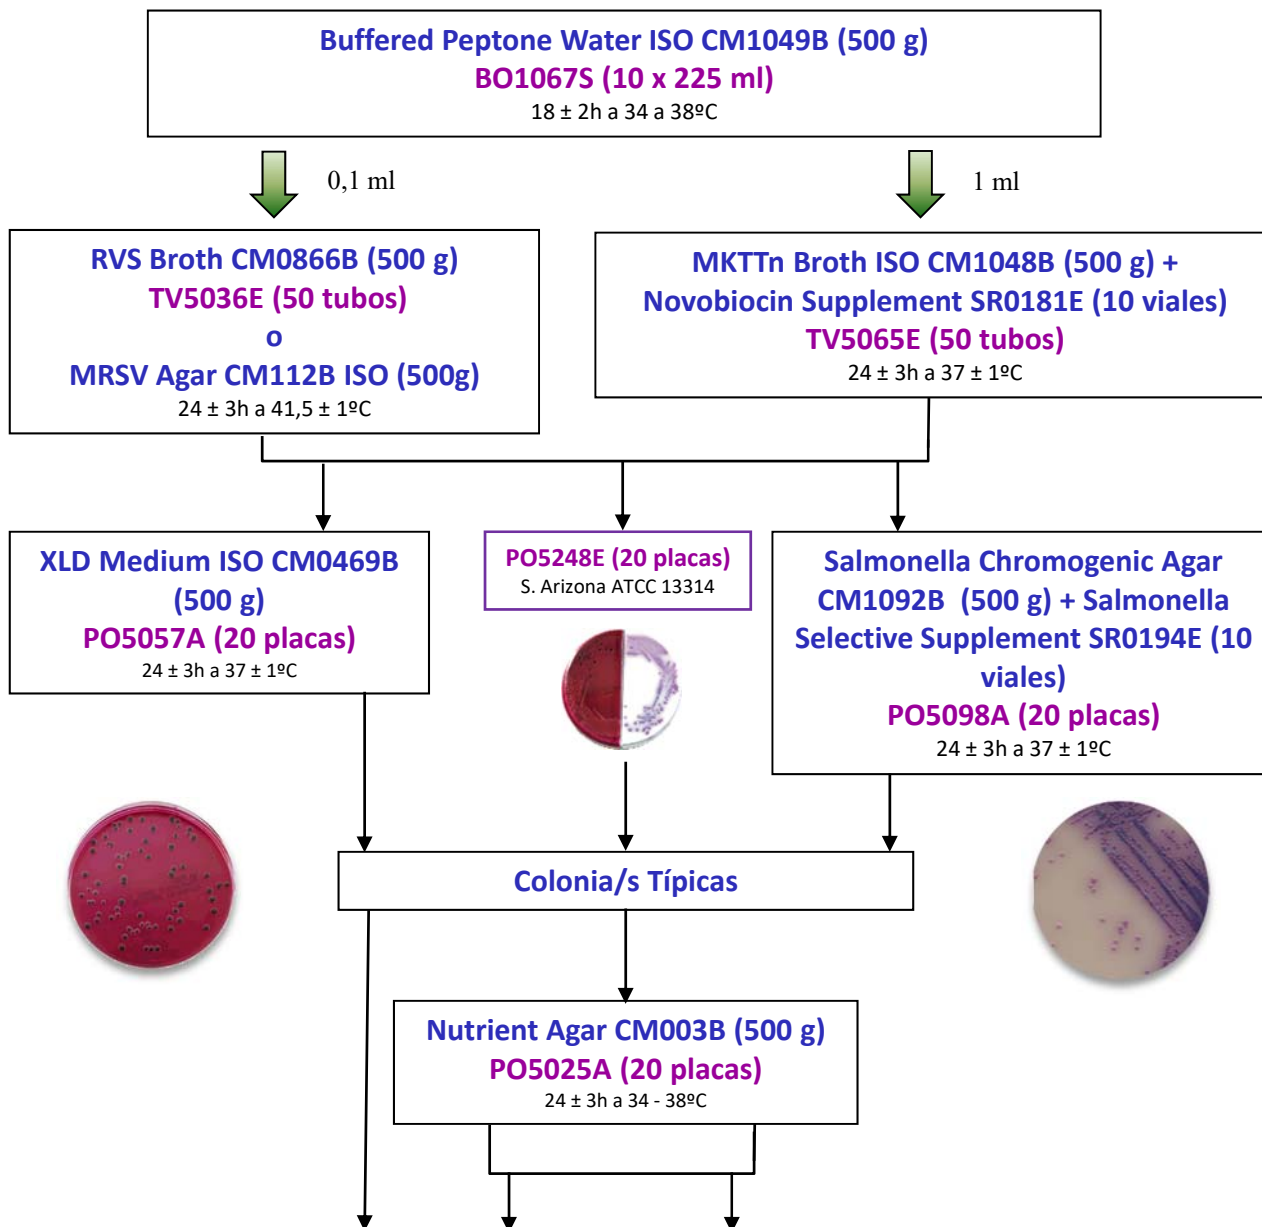 Buffered Peptone Water ISO CM1049B (500 g)
BO1067S (10 x 225 ml)
18 ± 2h a 34 a 38ºC
0,1 ml
1 ml
RVS Broth CM0866B (500 g)
TV5036E (50 tubos)
o
MRSV Agar CM112B ISO (500g)
24 ± 3h a 41,5 ± 1ºC
MKTTn Broth ISO CM1048B (500 g) +
Novobiocin Supplement SR0181E (10 viales)
TV5065E (50 tubos)
24 ± 3h a 37 ± 1ºC
XLD Medium ISO CM0469B
(500 g)
PO5057A (20 placas)
24 ± 3h a 37 ± 1ºC
PO5248E (20 placas)
S. Arizona ATCC 13314
Salmonella Chromogenic Agar
CM1092B (500 g) + Salmonella
Selective Supplement SR0194E (10
viales)
PO5098A (20 placas)
24 ± 3h a 37 ± 1ºC
Colonia/s Típicas
Nutrient Agar CM003B (500 g)
PO5025A (20 placas)
24 ± 3h a 34 - 38ºC